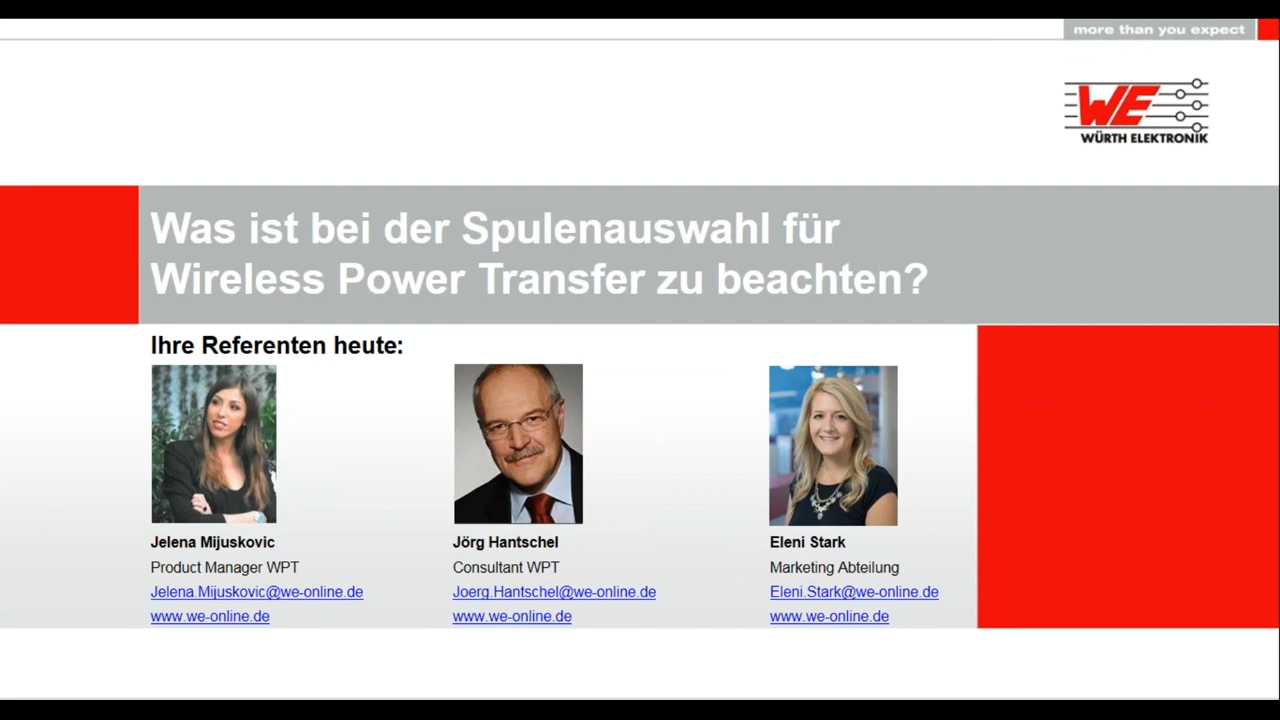 more than you expect
WE
WÜRTH ELEKTRONIK
Was ist bei der Spulenauswahl für
Wireless Power Transfer zu beachten?
Ihre Referenten heute:
Jelena Mijuskovic
Product Manager WPT
Jelena.Mijuskovic@we-online.de
www.we-online.de
Jörg Hantschel
Consultant WPT
Joerg.Hantschel@we-online.de
www.we-online.de
Eleni Stark
Marketing Abteilung
Eleni.Stark@we-online.de
www.we-online.de